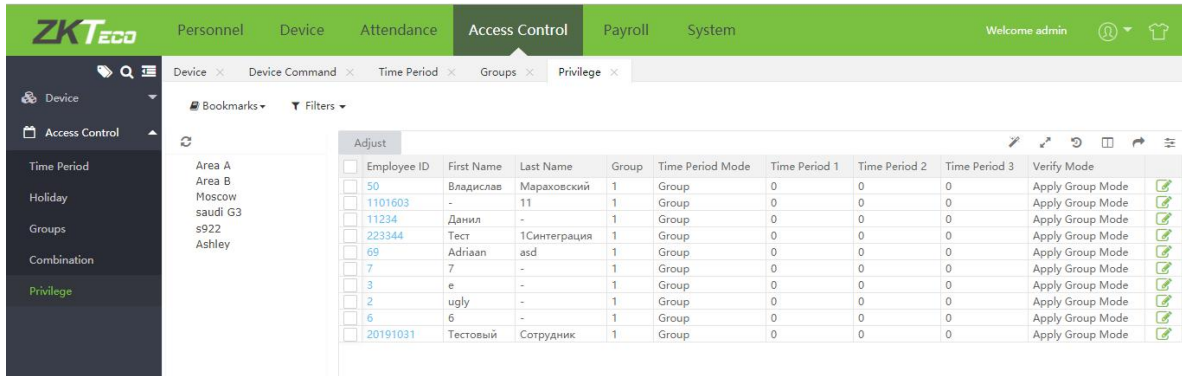 ZKTeco Personnel Device Attendance Access Control Payroll System Welcome admin
Device Device Command Time Period Groups Privilege
Device
Bookmarks Filters
Access Control
Adjust
Time Period
Holiday
Groups
Combination
Privilege
Area A
Area B
Moscow
saudi G3
s922
Ashley
Employee ID First Name Last Name Group Time Period Mode Time Period 1 Time Period 2 Time Period 3 Verify Mode
50 Владислав Мараховский 1 Group 0 0 0 Apply Group Mode
1101603 - 11 1 Group 0 0 0 Apply Group Mode
11234 Данил - 1 Group 0 0 0 Apply Group Mode
223344 Тест 1Синтеграция 1 Group 0 0 0 Apply Group Mode
69 Adriaan asd 1 Group 0 0 0 Apply Group Mode
7 7 - 1 Group 0 0 0 Apply Group Mode
3 e - 1 Group 0 0 0 Apply Group Mode
2 ugly - 1 Group 0 0 0 Apply Group Mode
6 6 - 1 Group 0 0 0 Apply Group Mode
20191031 Тестовый Сотрудник 1 Group 0 0 0 Apply Group Mode